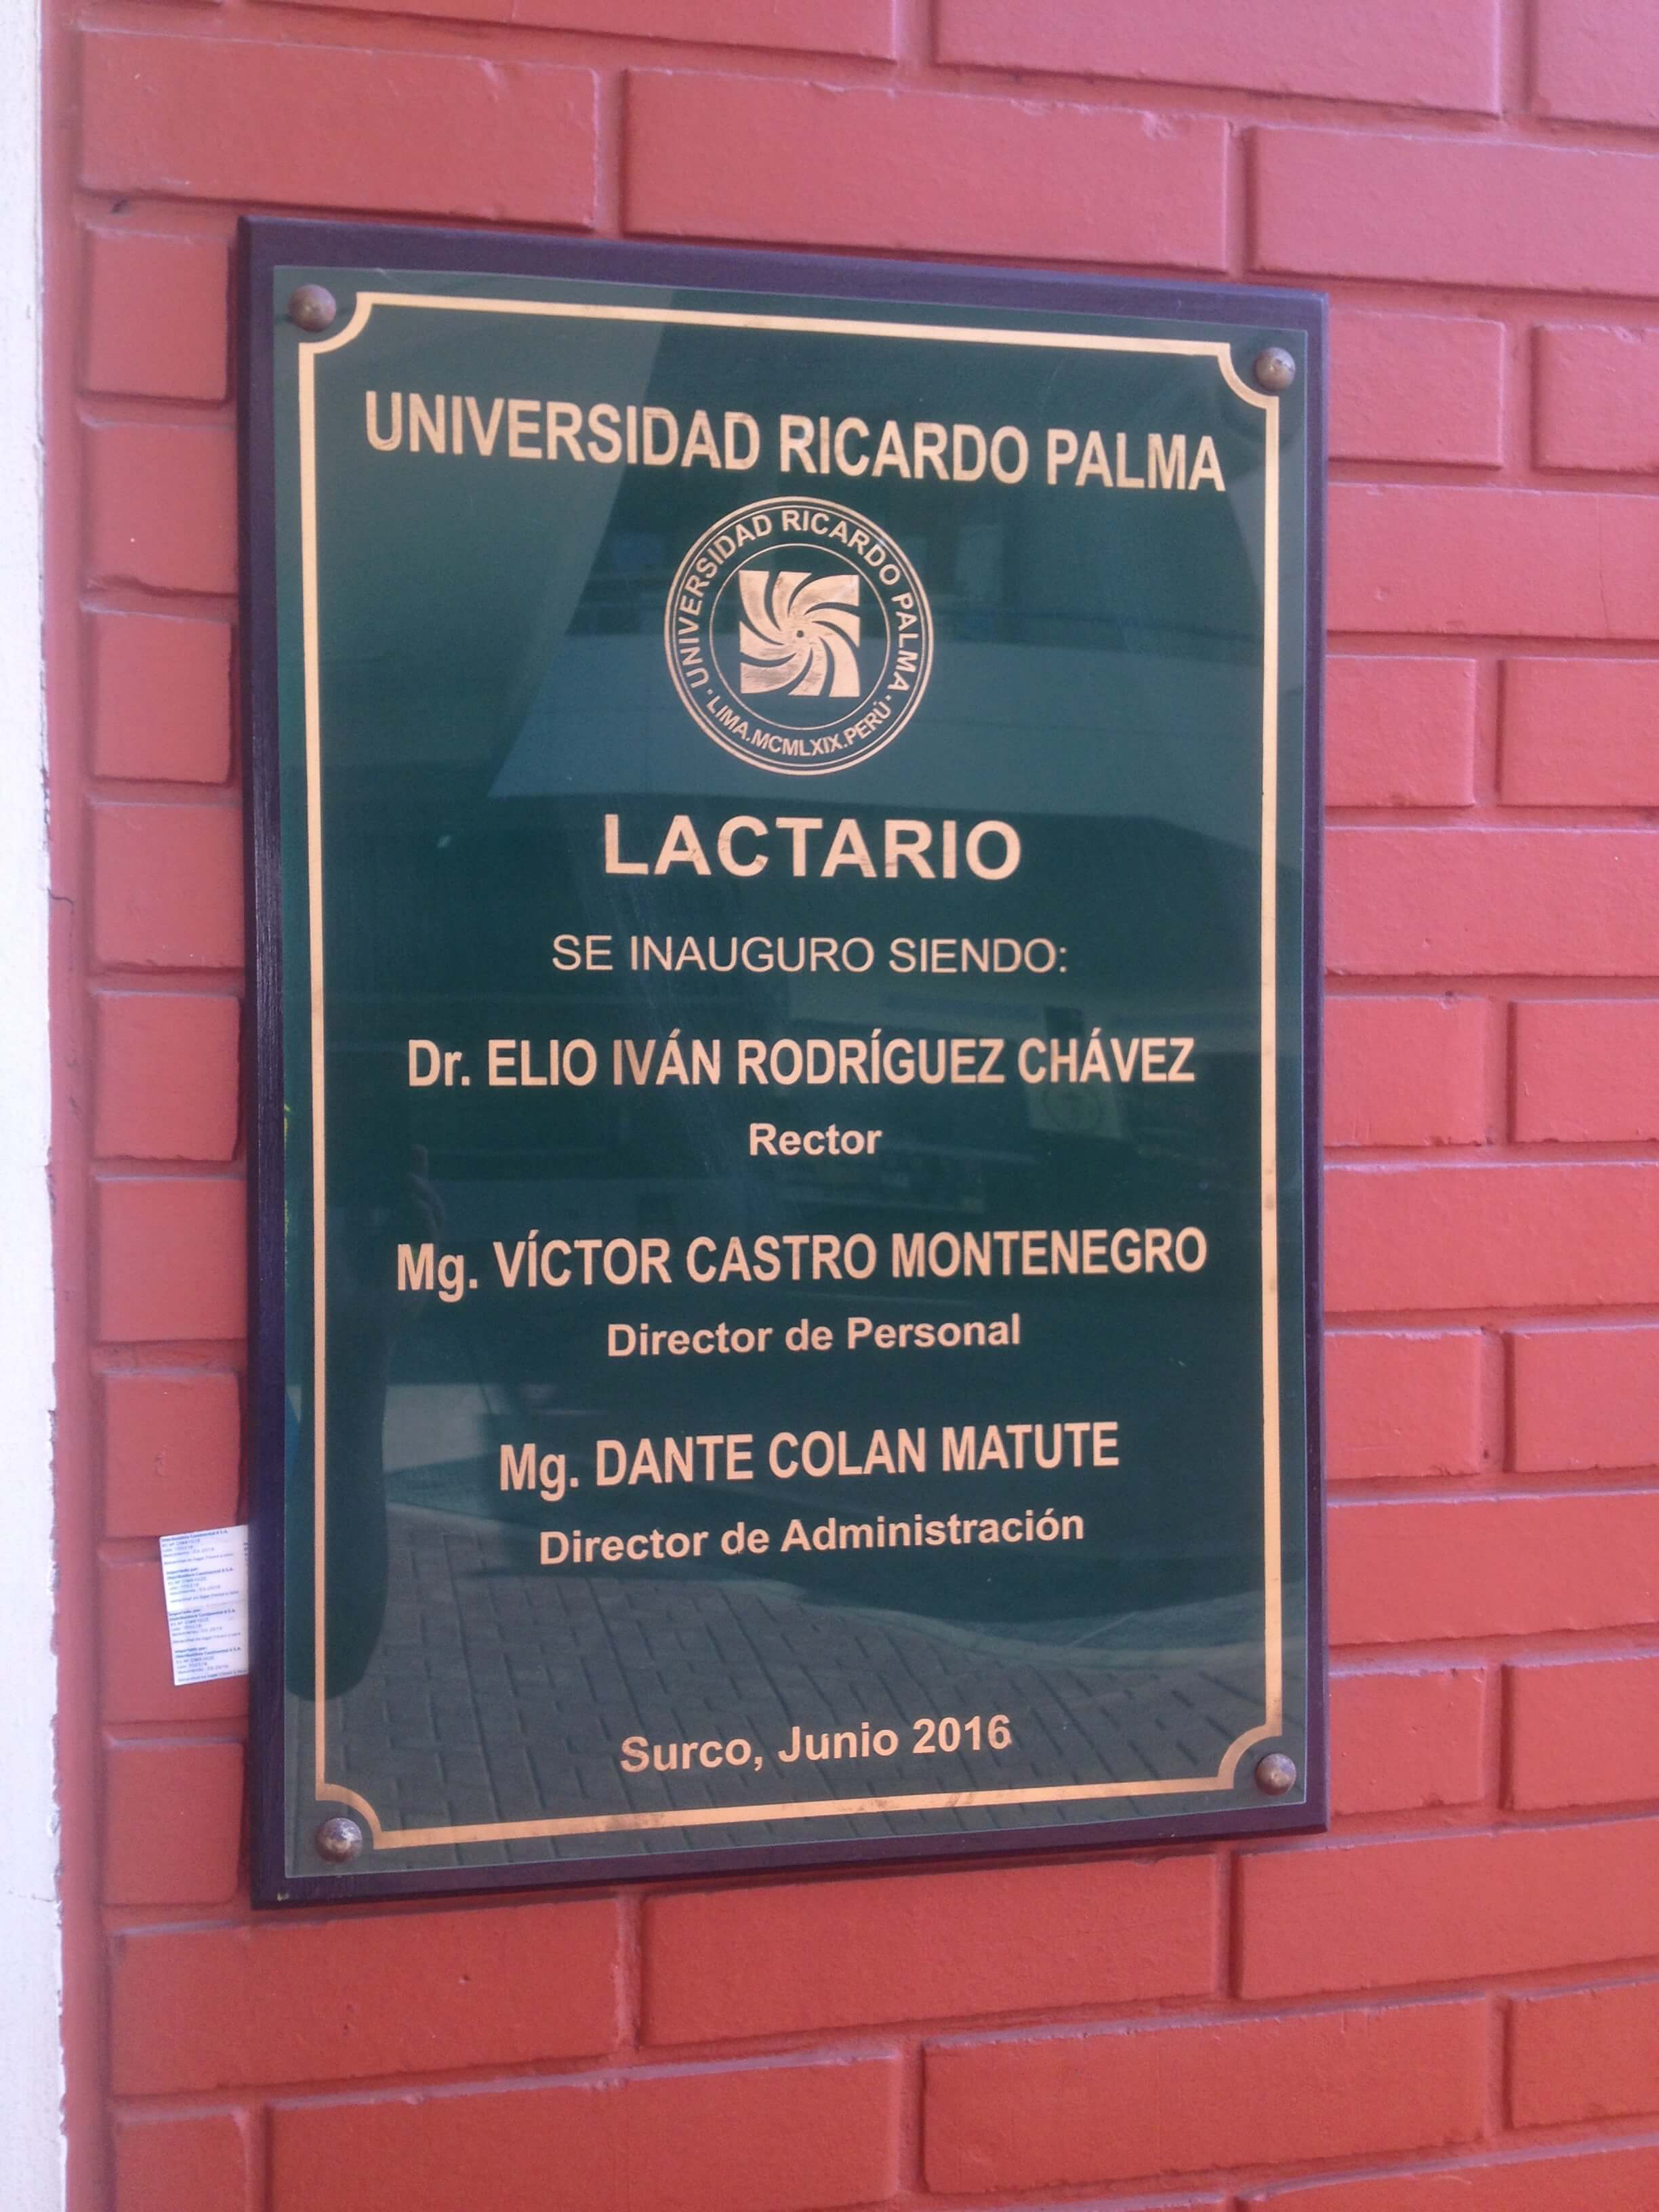 UNIVERSIDAD RICARDO PALMA
UNIVERSIDAD RICARDO PALMA
· LIMA.MCMLXIX.PERÚ ·
LACTARIO
SE INAUGURO SIENDO:
Dr. ELIO IVÁN RODRÍGUEZ CHÁVEZ
Rector
Mg. VÍCTOR CASTRO MONTENEGRO
Director de Personal
Mg. DANTE COLAN MATUTE
Director de Administración
Surco, Junio 2016